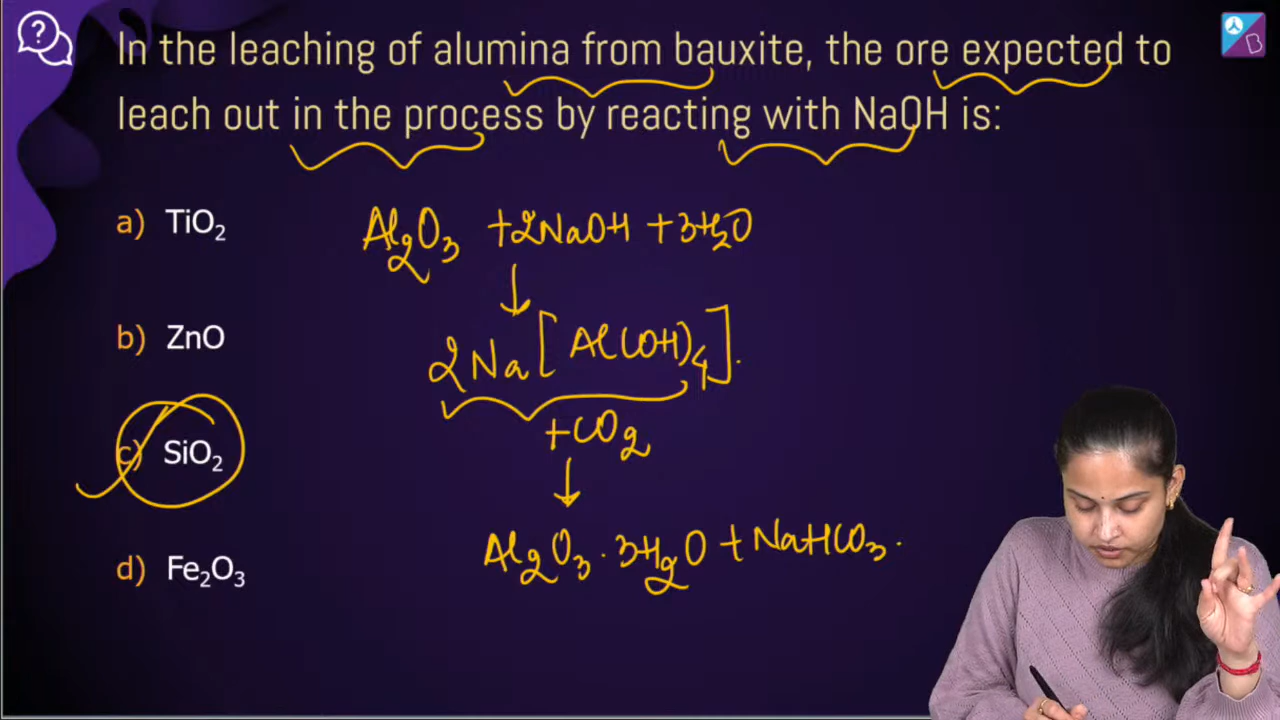 In the leaching of alumina from bauxite, the ore expected to
leach out in the process by reacting with NaOH is:
a) TiO₂
Al₂O₃ +2NaOH +3H₂O
↓
b) ZnO
2Na[Al(OH)₄].
+CO₂
↓
c) SiO₂
Al₂O₃·3H₂O + NaHCO₃.
d) Fe₂O₃
B